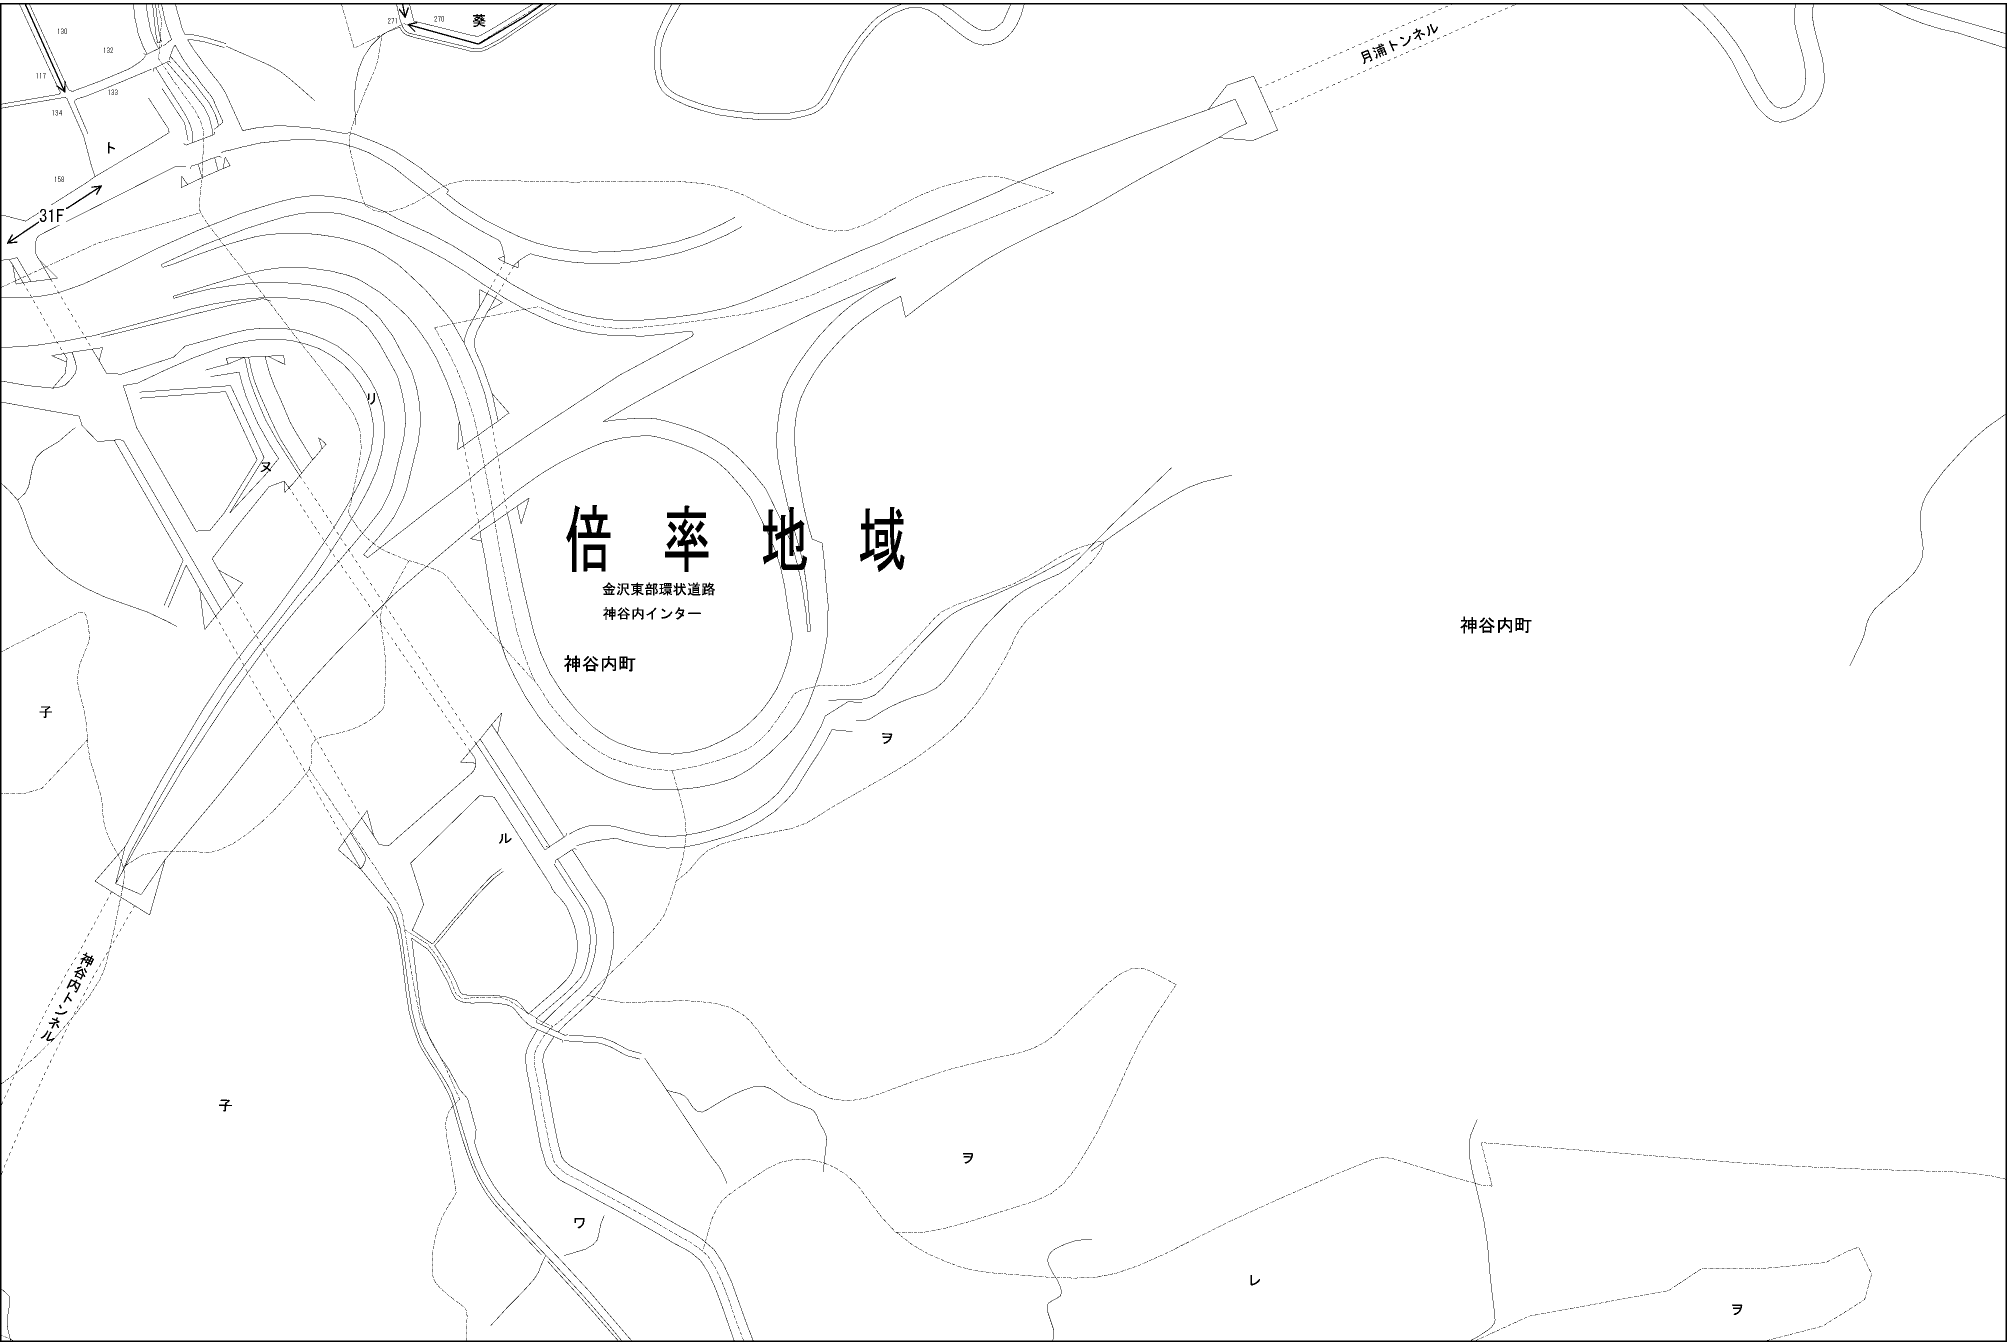 130
132
117
133
134
ト
158
31F
271
270
葵
月浦トンネル
リ
ヌ
倍率地域
金沢東部環状道路
神谷内インター
神谷内町
神谷内町
子
ヲ
ル
神谷内トンネル
子
ヲ
ワ
レ
ヲ